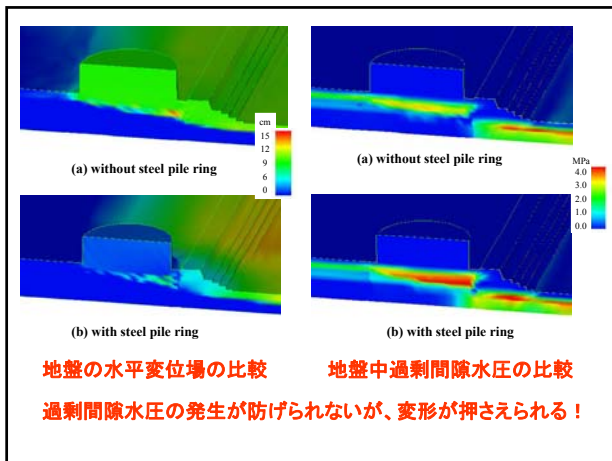 cm
15
12
9
6
3
0
(a) without steel pile ring
(a) without steel pile ring
MPa
4.0
3.0
2.0
1.0
0.0
(b) with steel pile ring
(b) with steel pile ring
地盤の水平変位場の比較
地盤中過剰間隙水圧の比較
過剰間隙水圧の発生が防げられないが、変形が押さえられる！